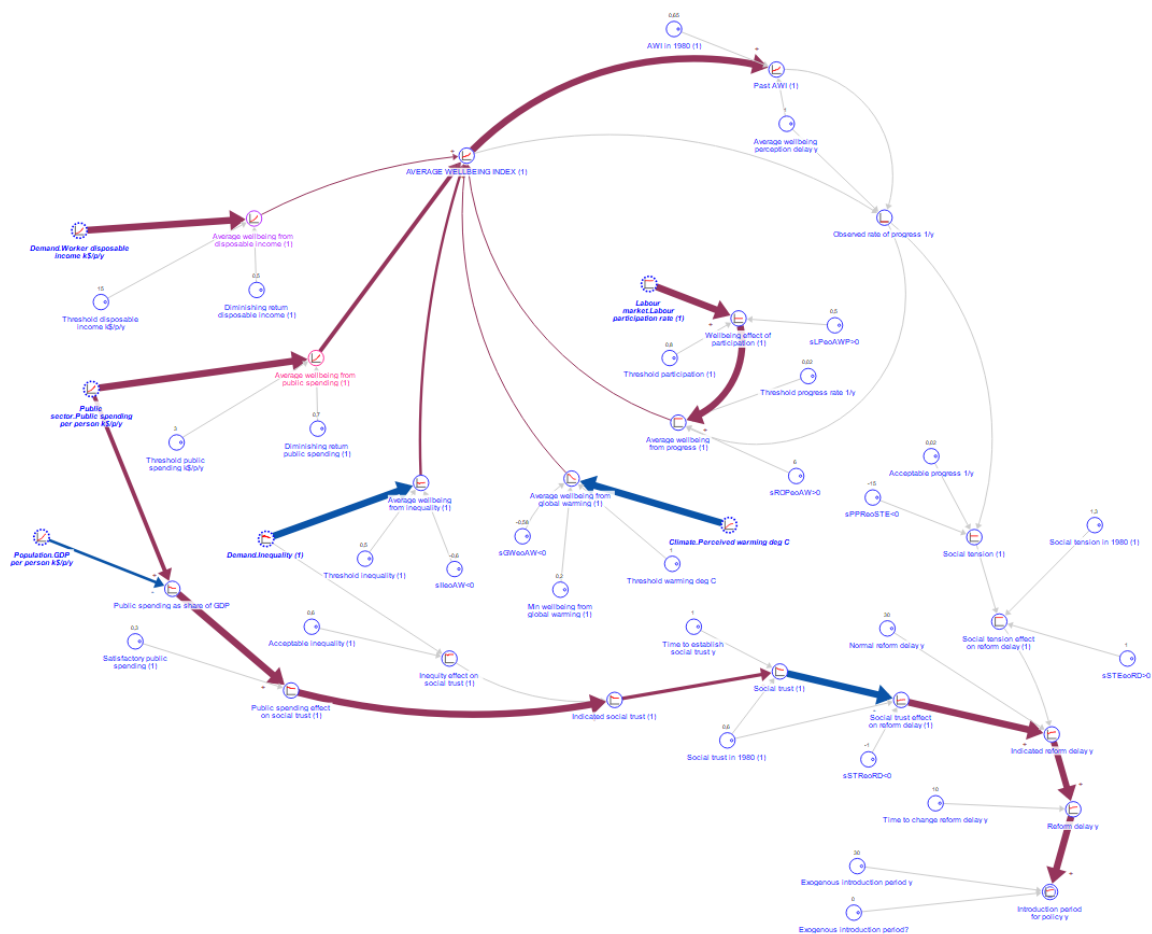 0,65
AWI in 1980 (1)
+
Past AWI (1)
1
Average wellbeing
perception delay y
+
AVERAGE WELLBEING INDEX (1)
Demand.Worker disposable
income k$/p/y
Average wellbeing from
disposable income (1)
Observed rate of progress 1/y
15
Threshold disposable
income k$/p/y
0,5
Diminishing return
disposable income (1)
Labour
market.Labour
participation rate (1)
+
Wellbeing effect of
participation (1)
0,5
sLPeoAWP>0
0,8
Threshold participation (1)
0,02
Threshold progress rate 1/y
Average wellbeing from
public spending (1)
Public
sector.Public spending
per person k$/p/y
3
Threshold public
spending k$/p/y
0,7
Diminishing return
public spending (1)
+
Average wellbeing
from progress (1)
6
sROPeoAW>0
0,02
Acceptable progress 1/y
-15
sPPReoSTE<0
Average wellbeing
from inequality (1)
Average wellbeing from
global warming (1)
Demand.Inequality (1)
0,5
Threshold inequality (1)
-0,6
sIIeoAW<0
-0,58
sGWeoAW<0
0,2
Min wellbeing from
global warming (1)
1
Threshold warming deg C
Climate.Perceived warming deg C
Social tension (1)
1,3
Social tension in 1980 (1)
Population.GDP
per person k$/p/y
+
-
Public spending as share of GDP
0,3
Satisfactory public
spending (1)
0,6
Acceptable inequality (1)
Inequity effect on
social trust (1)
1
Time to establish
social trust y
30
Normal reform delay y
Social tension effect
on reform delay (1)
1
sSTEeoRD>0
+
Public spending effect
on social trust (1)
Indicated social trust (1)
Social trust (1)
-
Social trust effect
on reform delay (1)
0,6
Social trust in 1980 (1)
-1
sSTReoRD<0
+
Indicated reform delay y
+
10
Time to change reform delay y
Reform delay y
+
30
Exogenous introduction period y
0
Exogenous introduction period?
Introduction period
for policy y